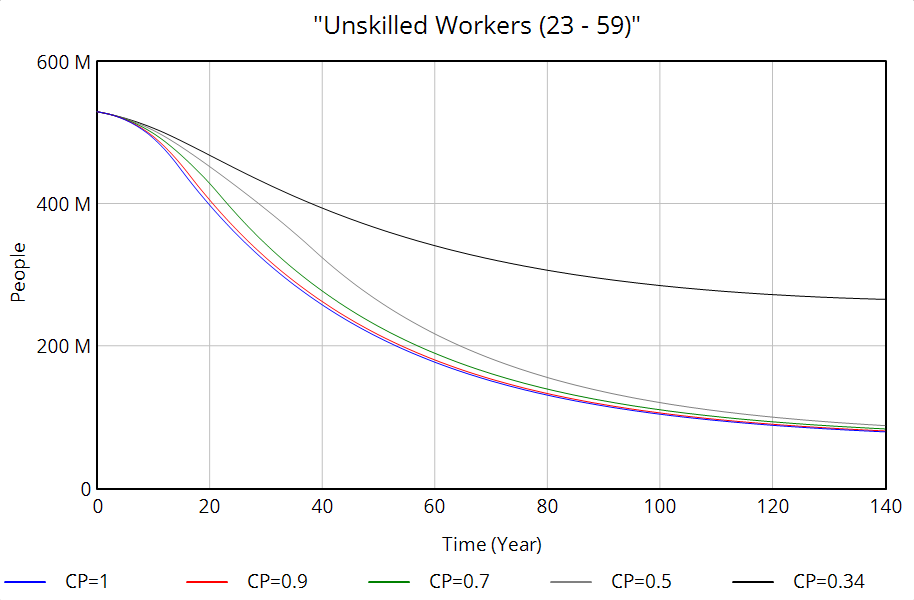 "Unskilled Workers (23 - 59)"
600 M
400 M
200 M
0
People
0 20 40 60 80 100 120 140
Time (Year)
CP=1 CP=0.9 CP=0.7 CP=0.5 CP=0.34